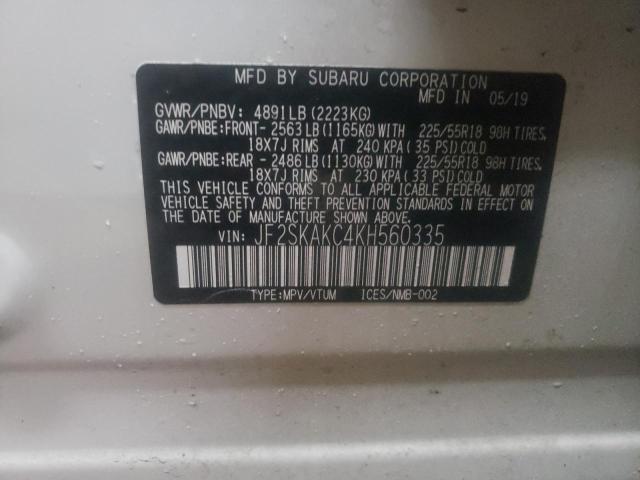 MFD BY SUBARU CORPORATION
MFD IN 05/19
GVWR/PNBV: 4891LB(2223KG)
GAWR/PNBE:FRONT- 2563LB(1165KG)WITH 225/55R18 98H TIRES,
18X7J RIMS AT 240 KPA(35 PSI)COLD
GAWR/PNBE:REAR - 2486LB(1130KG)WITH 225/55R18 98H TIRES,
18X7J RIMS AT 230 KPA(33 PSI)COLD
THIS VEHICLE CONFORMS TO ALL APPLICABLE FEDERAL MOTOR
VEHICLE SAFETY AND THEFT PREVENTION STANDARDS IN EFFECT
ON THE DATE OF MANUFACTURE SHOWN ABOVE.
VIN: JF2SKAKC4KH560335
TYPE:MPV/VTUM ICES/NMB-002